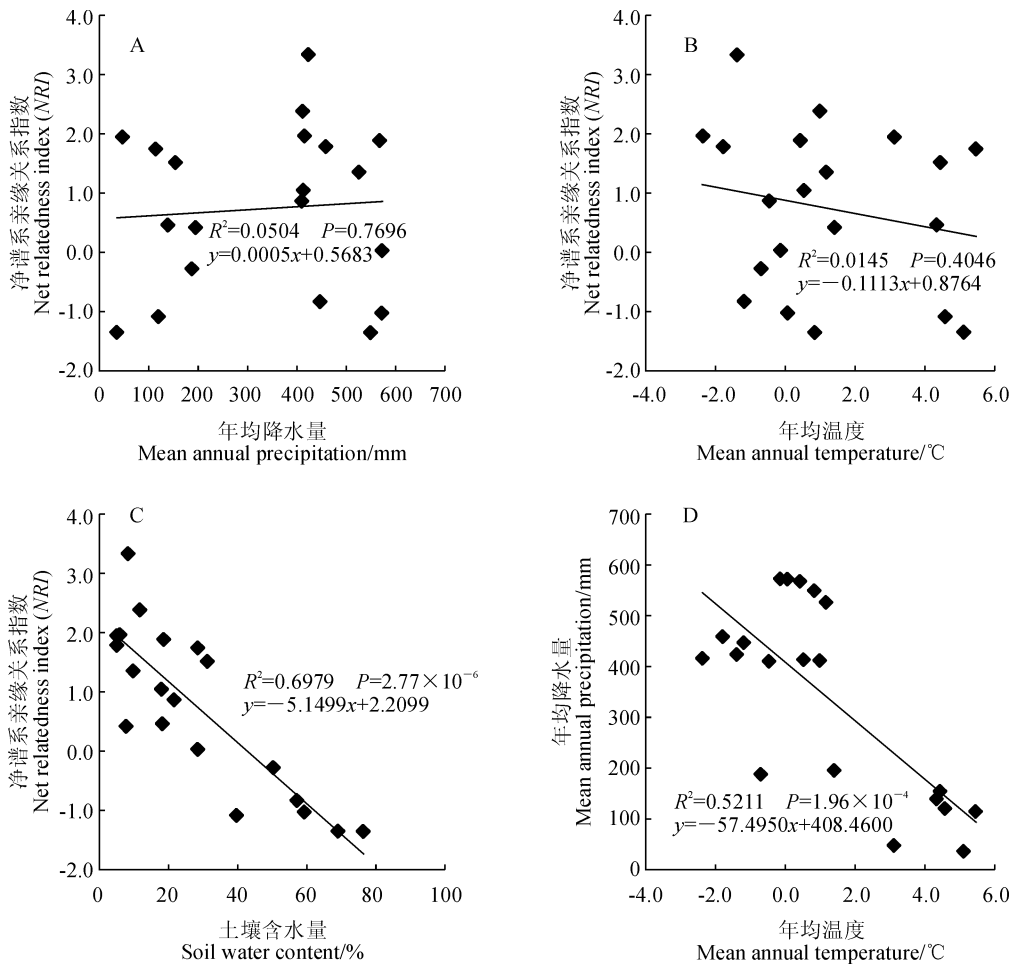 A
净谱系亲缘关系指数
Net relatedness index (NRI)
4.0
3.0
2.0
1.0
0.0
-1.0
-2.0
R²=0.0504 P=0.7696
y=0.0005x+0.5683
0 100 200 300 400 500 600 700
年均降水量
Mean annual precipitation/mm
B
净谱系亲缘关系指数
Net relatedness index (NRI)
4.0
3.0
2.0
1.0
0.0
-1.0
-2.0
R²=0.0145 P=0.4046
y=-0.1113x+0.8764
-4.0 -2.0 0.0 2.0 4.0 6.0
年均温度
Mean annual temperature/℃
C
净谱系亲缘关系指数
Net relatedness index (NRI)
4.0
3.0
2.0
1.0
0.0
-1.0
-2.0
R²=0.6979 P=2.77×10⁻⁶
y=-5.1499x+2.2099
0 20 40 60 80 100
土壤含水量
Soil water content/%
D
年均降水量
Mean annual precipitation/mm
700
600
500
400
300
200
100
0
R²=0.5211 P=1.96×10⁻⁴
y=-57.4950x+408.4600
-4.0 -2.0 0.0 2.0 4.0 6.0
年均温度
Mean annual temperature/℃